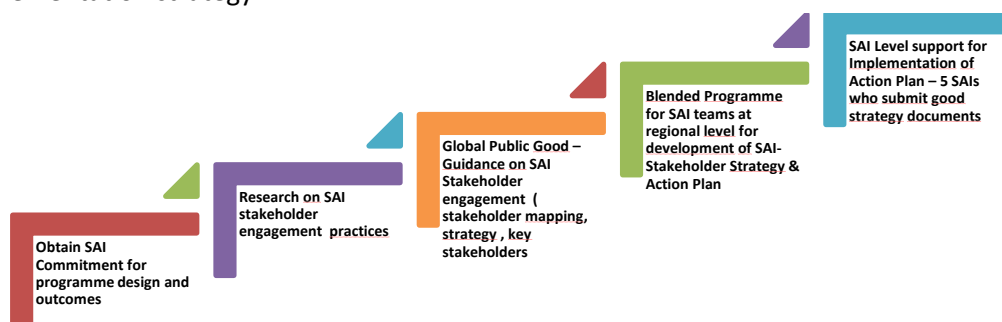 Obtain SAI
Commitment for
programme design and
outcomes
Research on SAI
stakeholder
engagement practices
Global Public Good –
Guidance on SAI
Stakeholder
engagement (
stakeholder mapping,
strategy , key
stakeholders
Blended Programme
for SAI teams at
regional level for
development of SAI-
Stakeholder Strategy &
Action Plan
SAI Level support for
Implementation of
Action Plan – 5 SAIs
who submit good
strategy documents